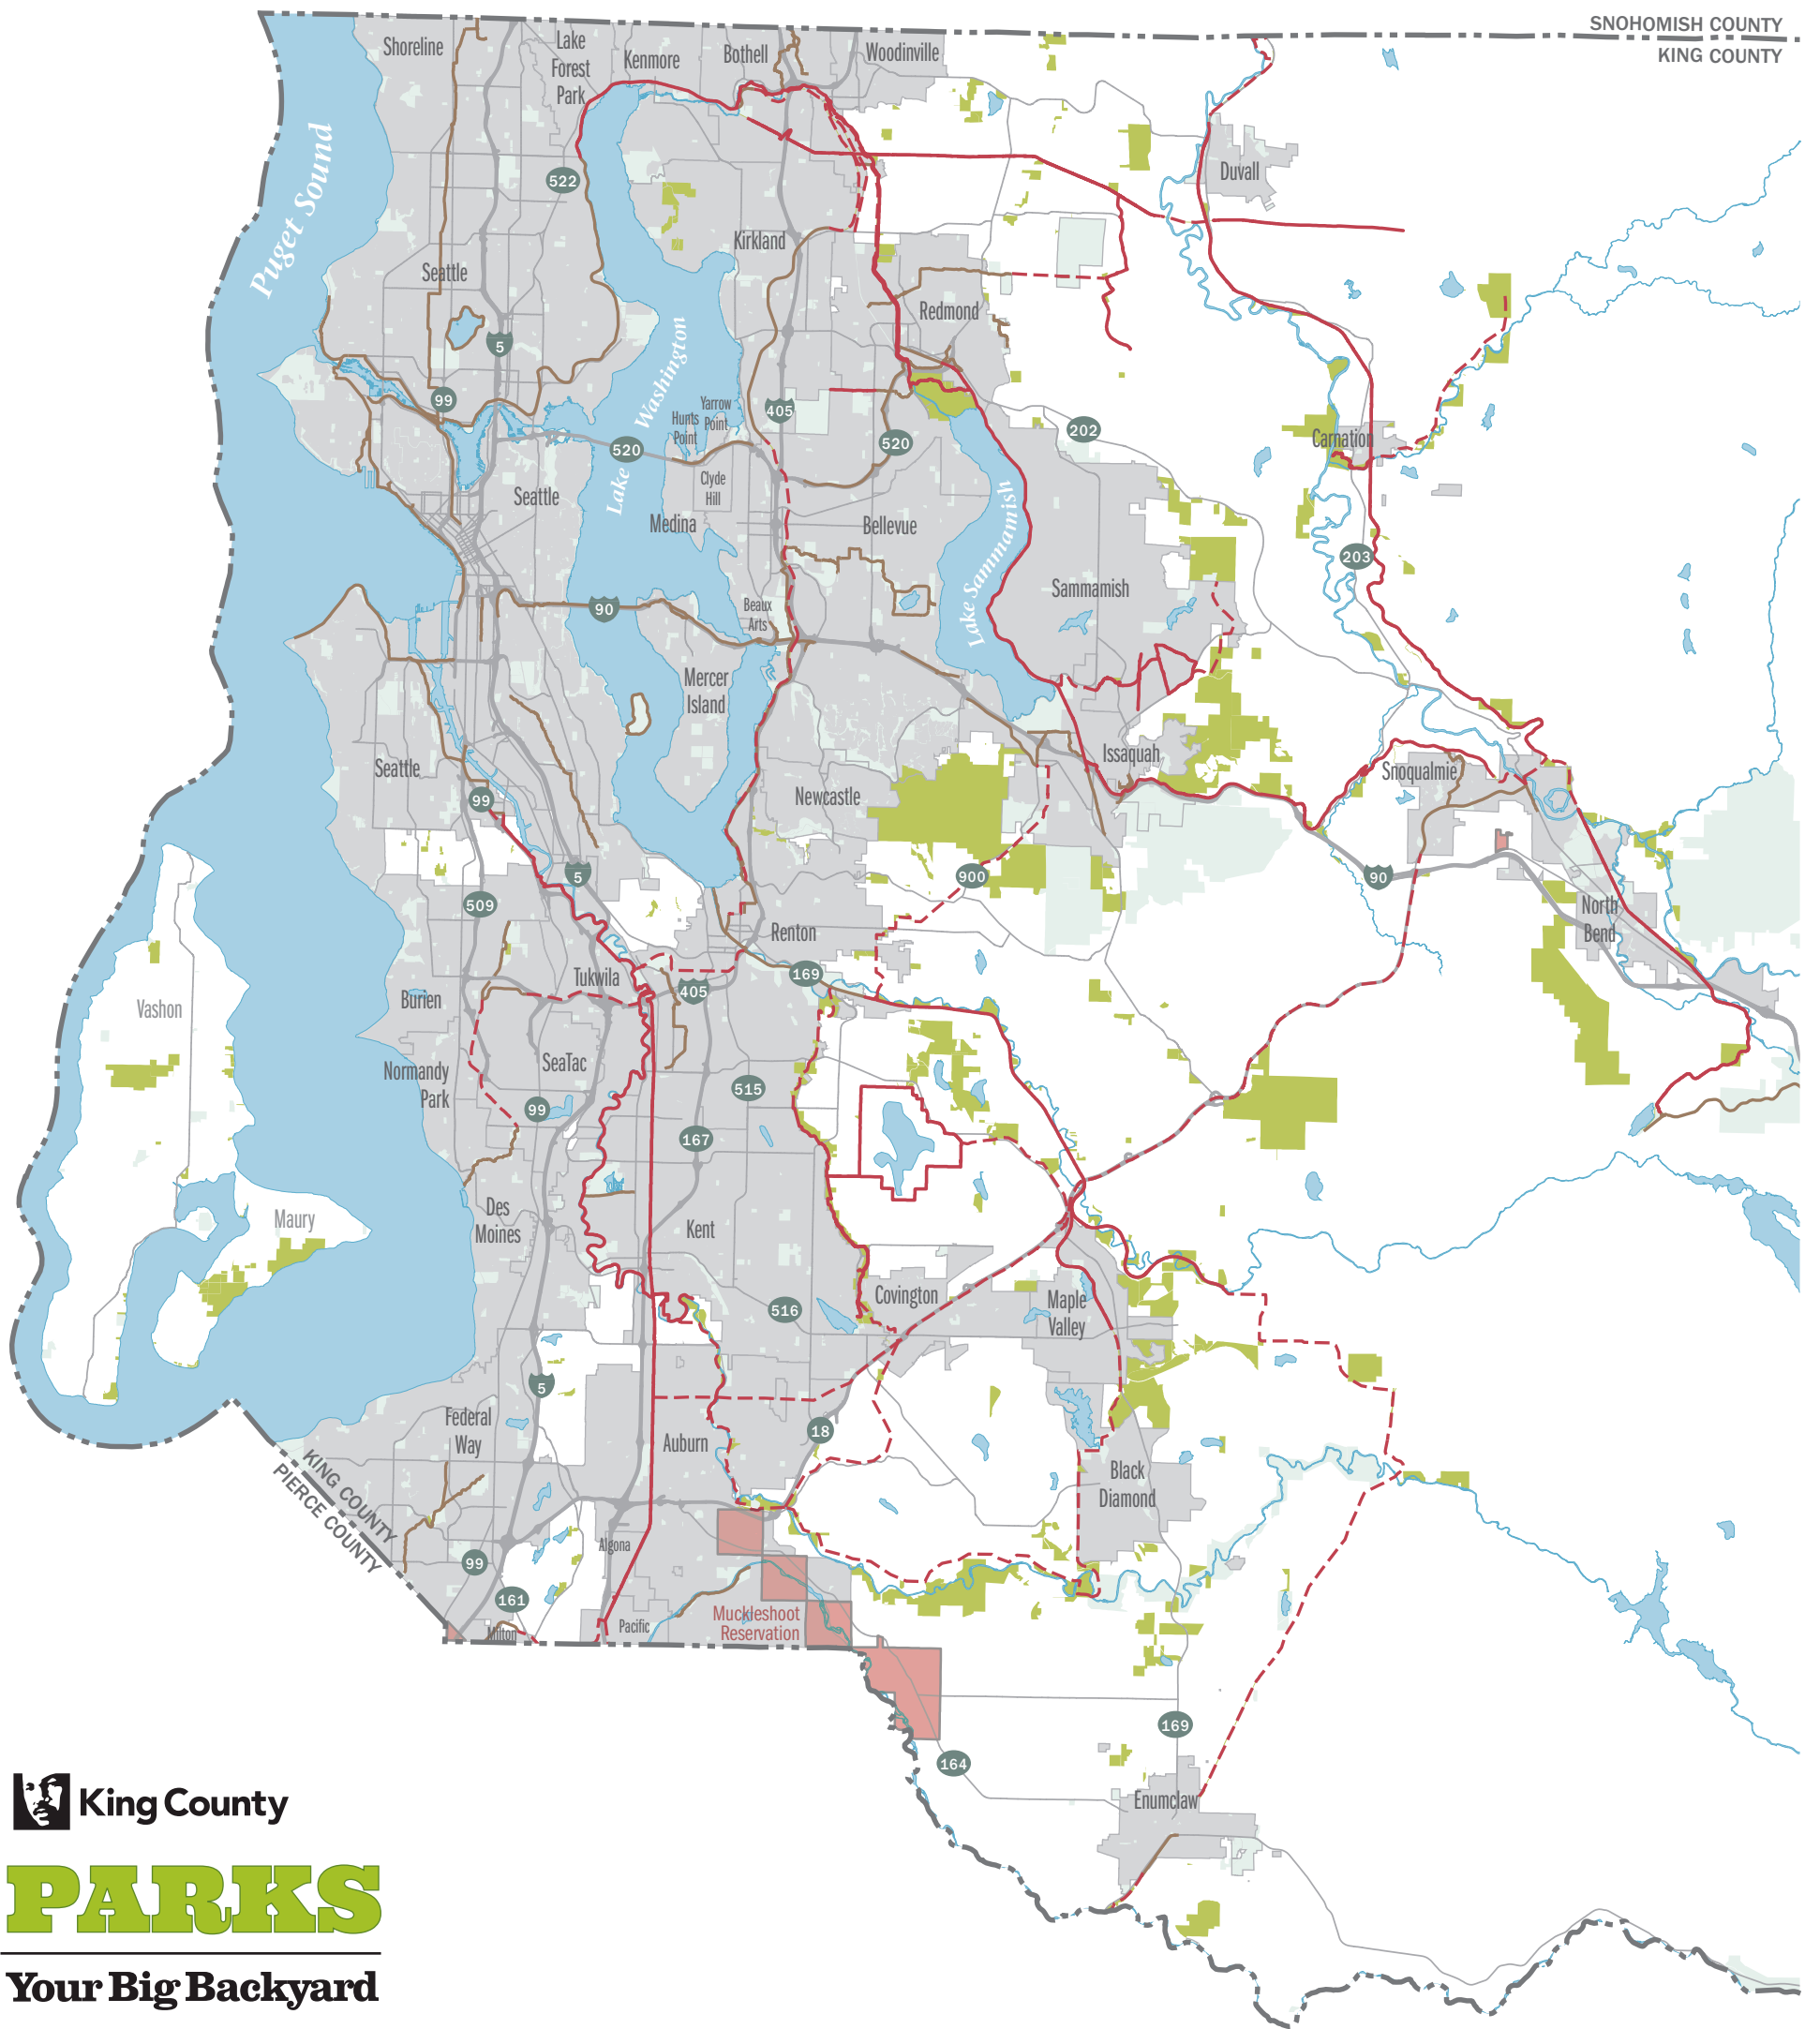 SNOHOMISH COUNTY
KING COUNTY
Shoreline
Lake
Forest
Park
Kenmore
Bothell
Woodinville
Puget Sound
522
Duvall
Kirkland
Seattle
Redmond
5
Lake Washington
99
Yarrow
Point
Hunts
Point
405
202
520
520
Carnation
Clyde
Hill
Seattle
Medina
Bellevue
Lake Sammamish
203
Sammamish
90
Beaux
Arts
Mercer
Island
Issaquah
Seattle
Snoqualmie
Newcastle
99
5
900
90
509
North
Bend
Renton
Tukwila
169
405
Vashon
Burien
SeaTac
Normandy
Park
515
99
167
Des
Moines
Maury
Kent
Covington
Maple
Valley
516
5
Federal
Way
Auburn
18
Black
Diamond
KING COUNTY
PIERCE COUNTY
Algona
99
161
Milton
Pacific
Muckleshoot
Reservation
169
164
Enumclaw
King County
PARKS
Your Big Backyard